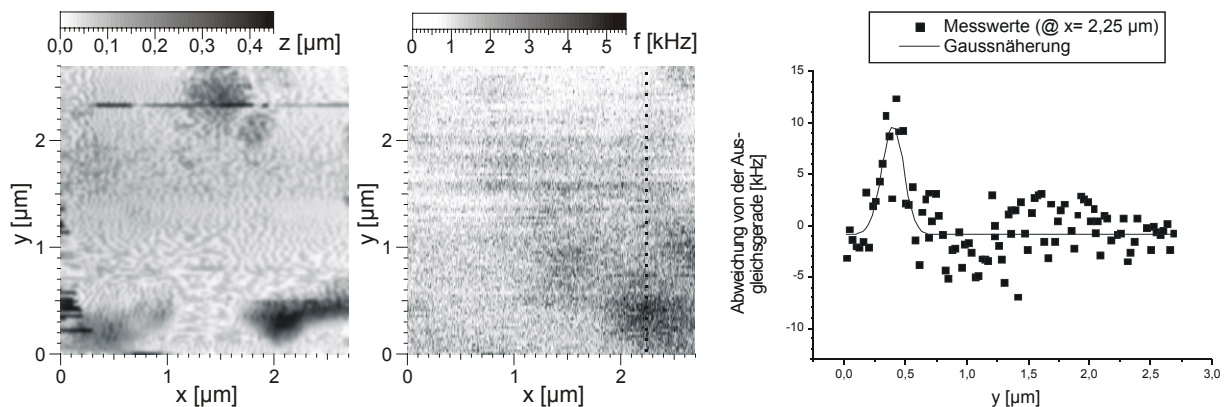 0,0 0,1 0,2 0,3 0,4 z [µm]
y [µm]
2
1
0
0 1 2
x [µm]
0 1 2 3 4 5 f [kHz]
y [µm]
2
1
0
0 1 2
x [µm]
Messwerte (@ x= 2,25 µm)
Gaussnäherung
Abweichung von der Aus-
gleichsgerade [kHz]
15
10
5
0
-5
-10
0,0 0,5 1,0 1,5 2,0 2,5 3,0
y [µm]